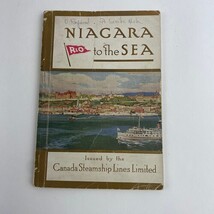 NIAGARA
R&O
to the SEA
Issued by the
Canada Steamship Lines Limited